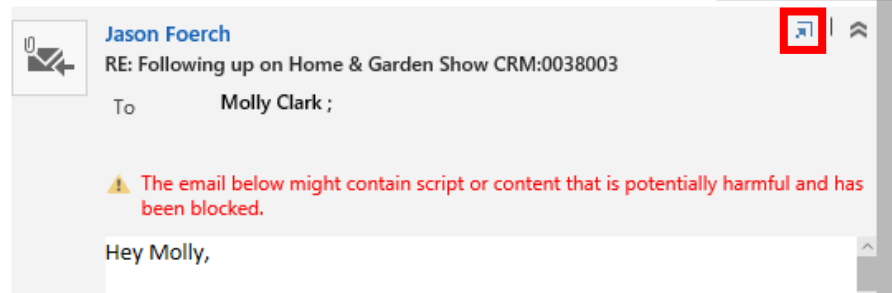 Jason Foerch
RE: Following up on Home & Garden Show CRM:0038003
To Molly Clark ;
The email below might contain script or content that is potentially harmful and has
been blocked.
Hey Molly,